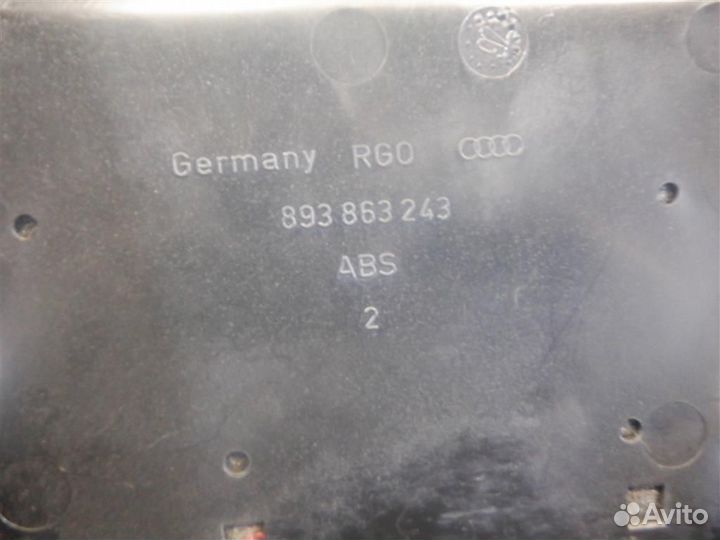 Germany RGO
893 863 243
ABS
2
Avito